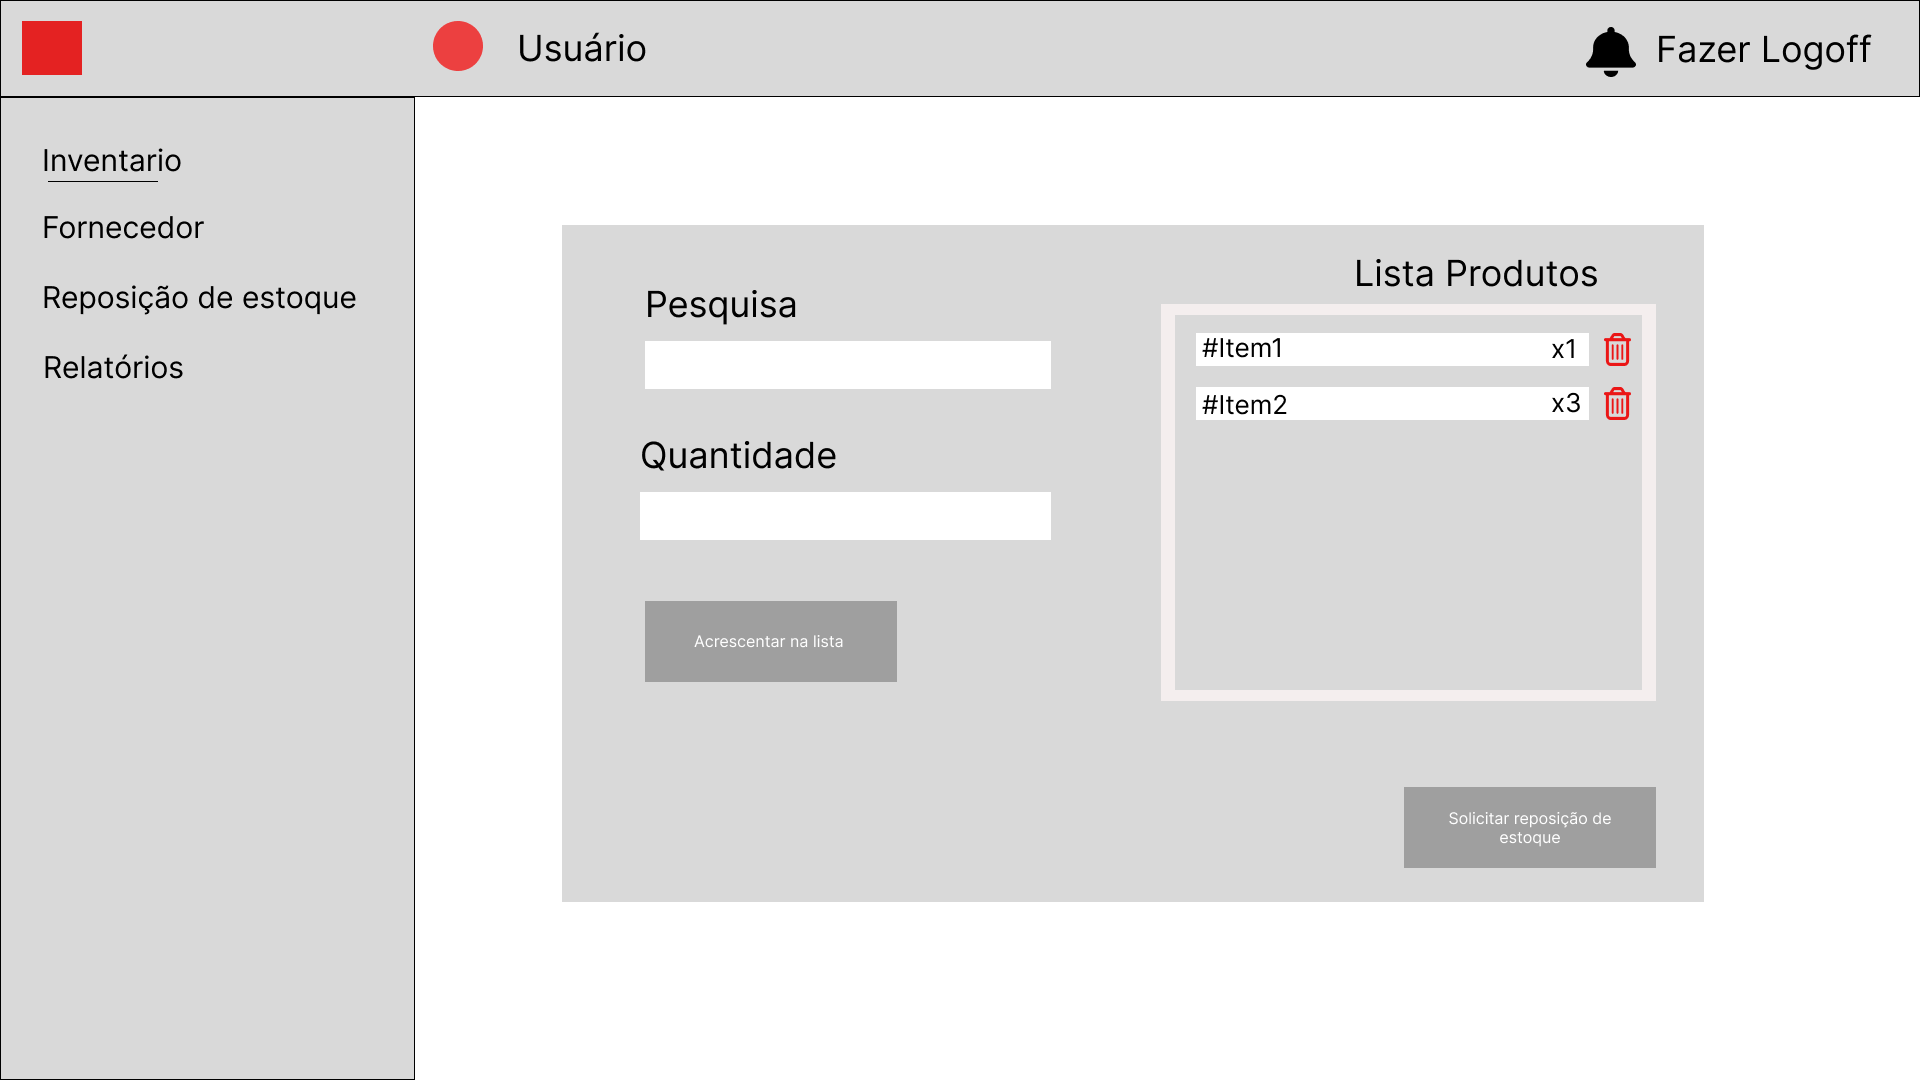 Usuário
Fazer Logoff
Inventario
Fornecedor
Reposição de estoque
Relatórios
Pesquisa
Quantidade
Acrescentar na lista
Lista Produtos
#Item1 x1
#Item2 x3
Solicitar reposição de
estoque